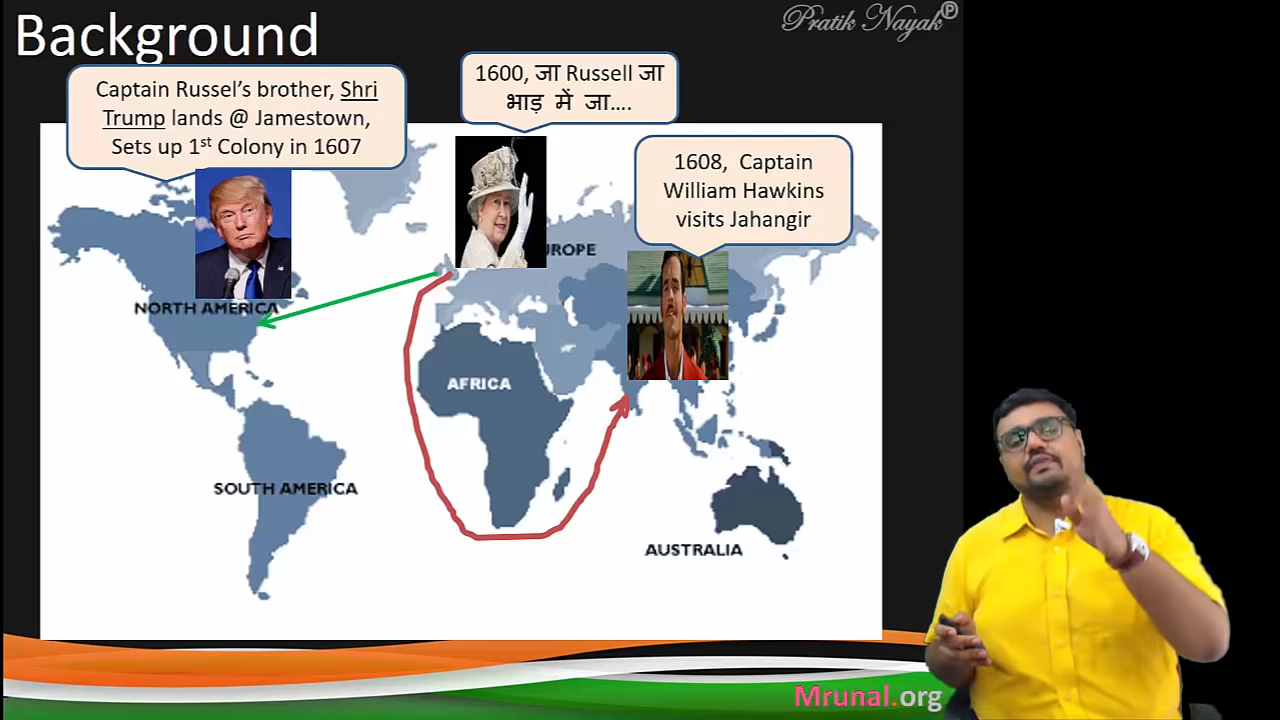 Background
Pratik Nayak
Ⓟ
Captain Russel’s brother, Shri
Trump lands @ Jamestown,
Sets up 1st Colony in 1607
1600, जा Russell जा
भाड़ में जा....
1608, Captain
William Hawkins
visits Jahangir
UROPE
NORTH AMERICA
AFRICA
SOUTH AMERICA
AUSTRALIA
Mrunal.org